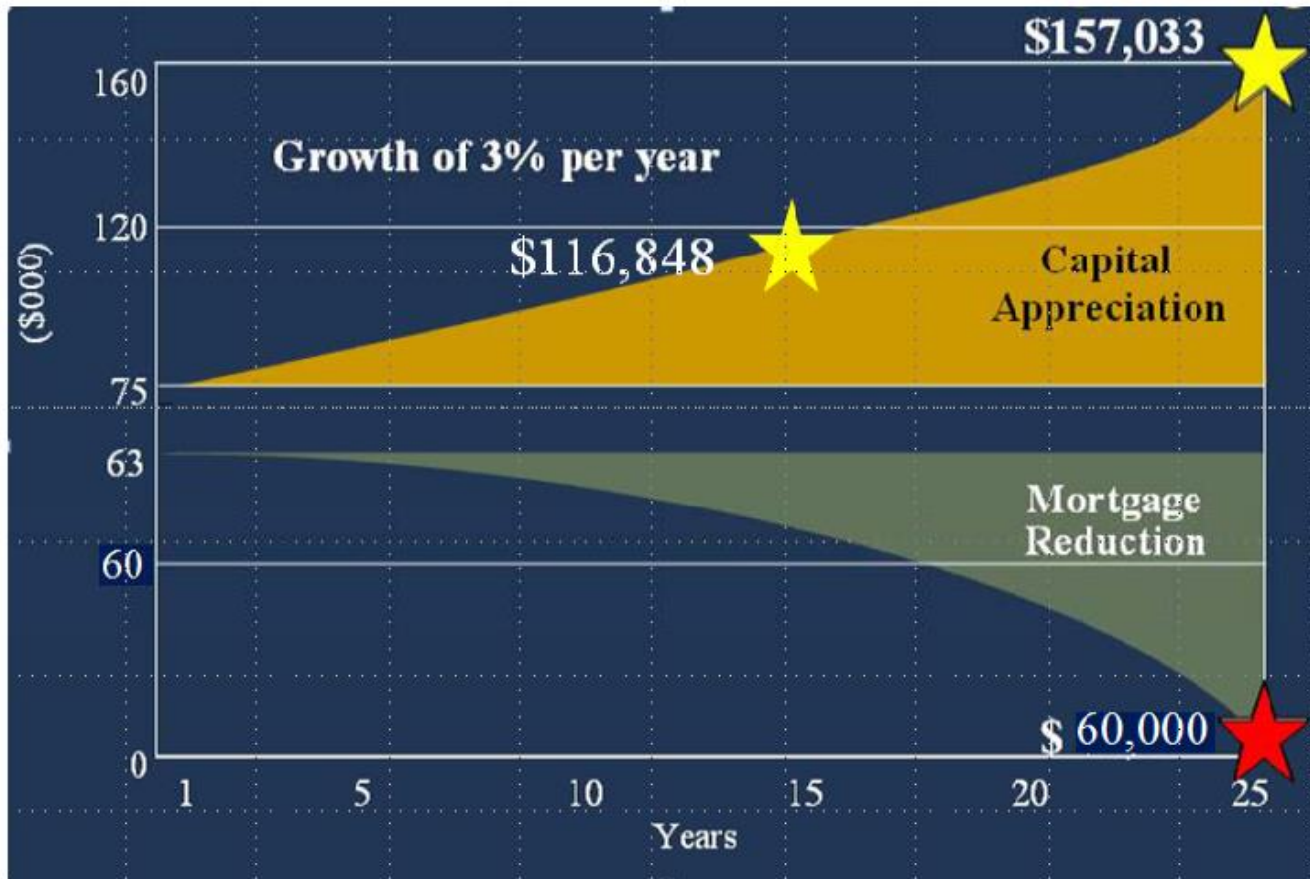 $157,033
160
Growth of 3% per year
120
$116,848
Capital
Appreciation
($000)
75
63
Mortgage
Reduction
60
$ 60,000
0
1 5 10 15 20 25
Years